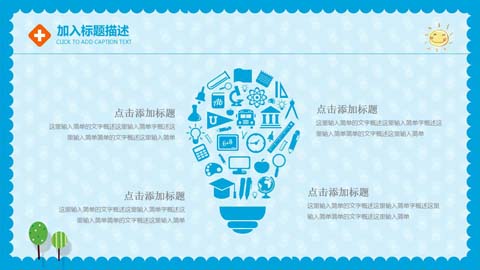 加入标题描述
CLICK TO ADD CAPTION TEXT
点击添加标题
这里输入简单的文字概述这里输入简单字概述这
里输入简单简单的文字概述这里输入简单
点击添加标题
这里输入简单的文字概述这里输入简单字概述
这里输入简单的文字概述这里输入简单
点击添加标题
这里输入简单的文字概述这里输入简单字概述
这里输入简单的文字概述这里输入简单
点击添加标题
这里输入简单的文字概述这里输入简单文字概述这里
输入简单的文字概述这里输入简单